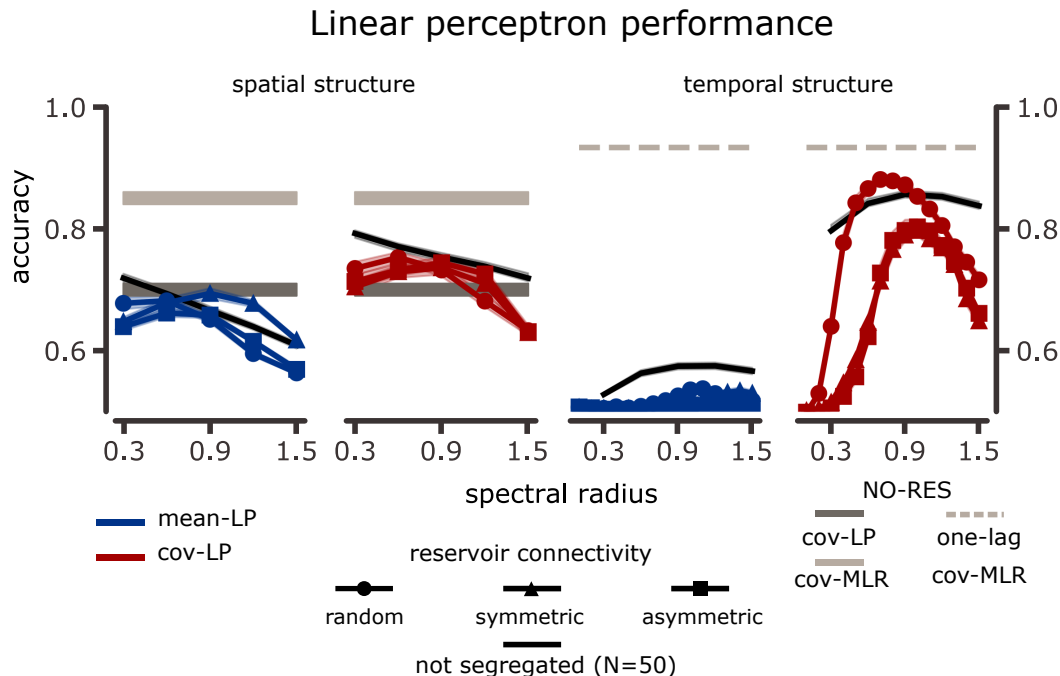 Linear perceptron performance
spatial structure
temporal structure
1.0
0.8
0.6
accuracy
1.0
0.8
0.6
0.3 0.9 1.5
0.3 0.9 1.5
0.3 0.9 1.5
0.3 0.9 1.5
spectral radius
mean-LP
cov-LP
reservoir connectivity
random
symmetric
asymmetric
not segregated (N=50)
NO-RES
cov-LP
one-lag
cov-MLR
cov-MLR